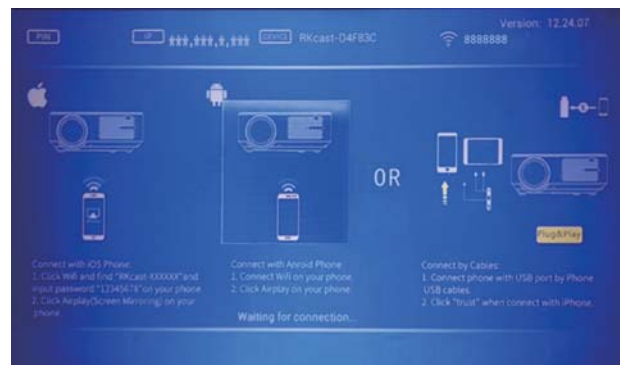 Version: 12.24.07
PIN
IP ***.***.*.***
DEVICE RKcast-D4F83C
8888888
OR
Plug&Play
Connect with iOS Phone:
1. Click Wifi and find "RKcast-XXXXXX" and
input password "12345678" on your phone
2. Click Airplay(Screen Mirroring) on your
phone
Connect with Anroid Phone
1. Connect Wifi on your phone.
2. Click Airplay on your phone.
Connect by Cables:
1. Connect phone with USB port by Phone
USB cables.
2. Click "trust" when connect with iPhone.
Waiting for connection...